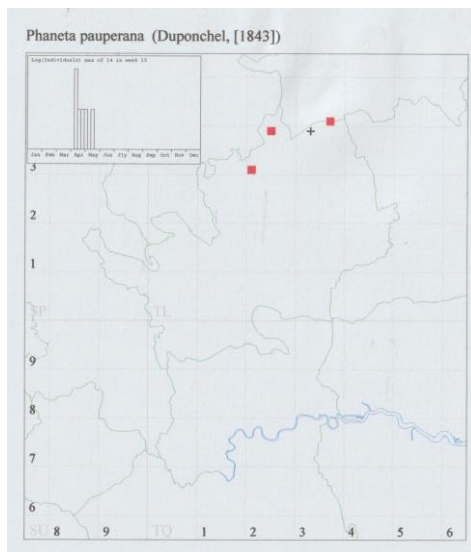 Phaneta pauperana (Duponchel, [1843])
Log(Individuals) max of 14 in week 15
Jan Feb Mar Apr May Jun Jly Aug Sep Oct Nov Dec
3
2
1
SP TL
9
8
7
6
SU 8 9 TQ 1 2 3 4 5 6